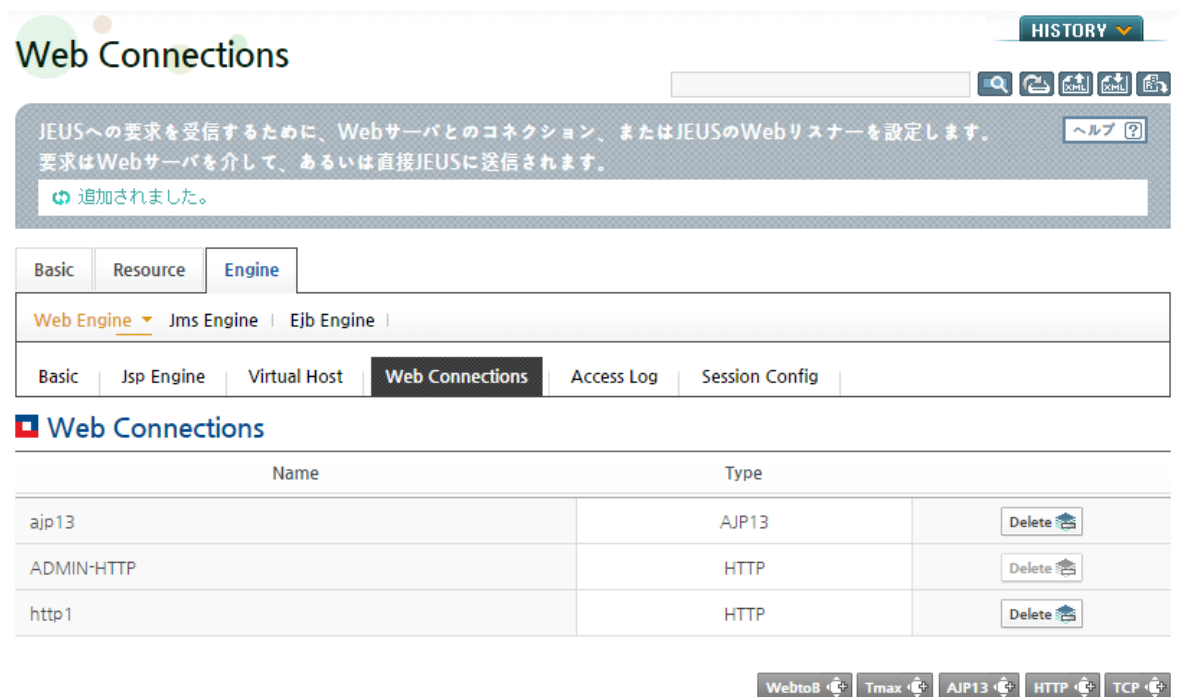 HISTORY
Web Connections
XML XML
JEUSへの要求を受信するために、Webサーバとのコネクション、またはJEUSのWebリスナーを設定します。 ヘルプ ?
要求はWebサーバを介して、あるいは直接JEUSに送信されます。
追加されました。
Basic Resource Engine
Web Engine Jms Engine Ejb Engine
Basic Jsp Engine Virtual Host Web Connections Access Log Session Config
Web Connections
Name Type
ajp13 AJP13 Delete
ADMIN-HTTP HTTP Delete
http1 HTTP Delete
WebtoB Tmax AJP13 HTTP TCP